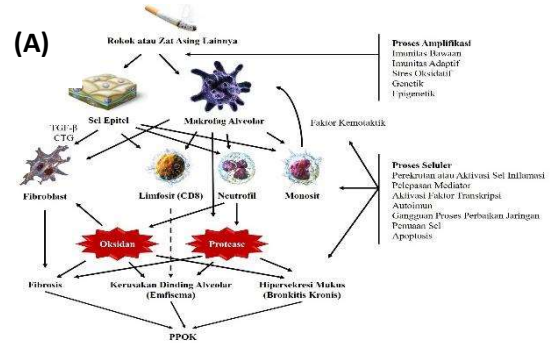 (A)
Rokok atau Zat Asing Lainnya
Proses Amplifikasi
Imunitas Bawaan
Imunitas Adaptif
Stres Oksidatif
Genetik
Epigenetik
Sel Epitel
Makrofag Alveolar
TGF-β
CTG
Faktor Kemotaktik
Fibroblast
Limfosit (CD8)
Neutrofil
Monosit
Proses Seluler
Perekrutan atau Aktivasi Sel Inflamasi
Pelepasan Mediator
Aktivasi Faktor Transkripsi
Autoimun
Gangguan Proses Perbaikan Jaringan
Penuaan Sel
Apoptosis
Oksidan
Protease
Fibrosis
Kerusakan Dinding Alveolar
(Emfisema)
Hipersekresi Mukus
(Bronkitis Kronis)
PPOK